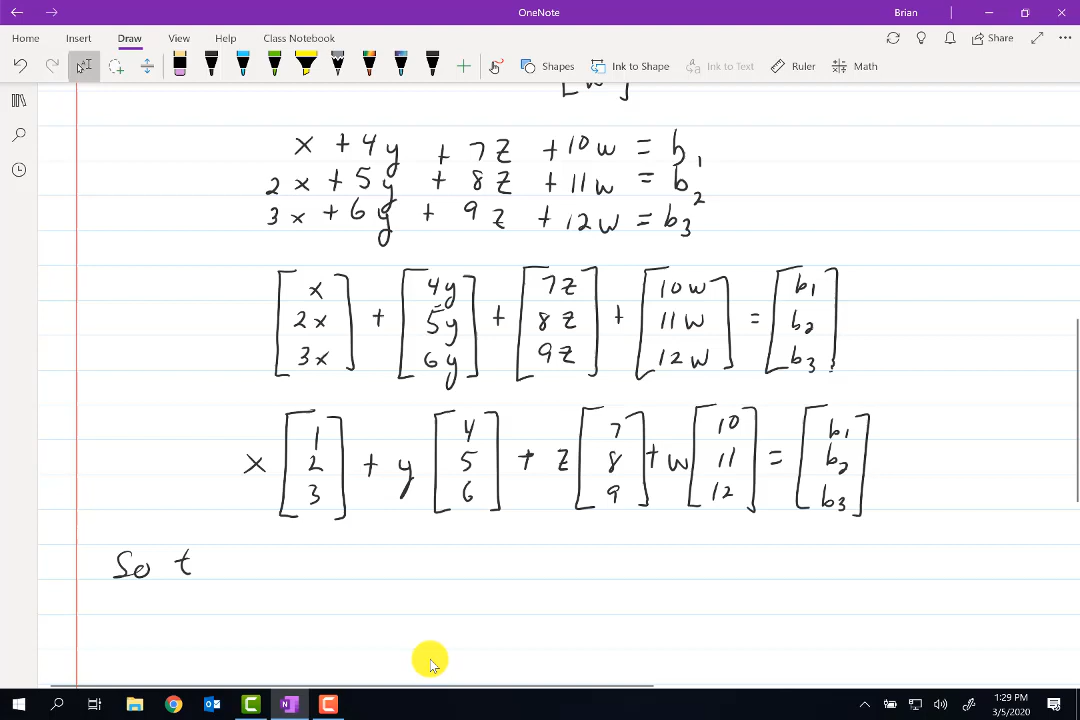 OneNote
Brian
Home Insert Draw View Help Class Notebook
Share
Shapes Ink to Shape Ink to Text Ruler Math
[ w ]
x + 4y + 7z + 10w = b₁
2x + 5y + 8z + 11w = b₂
3x + 6y + 9z + 12w = b₃
[x 2x 3x] + [4y 5y 6y] + [7z 8z 9z] + [10w 11w 12w] = [b₁ b₂ b₃]
x [1 2 3] + y [4 5 6] + z [7 8 9] + w [10 11 12] = [b₁ b₂ b₃]
So t
1:29 PM
3/5/2020